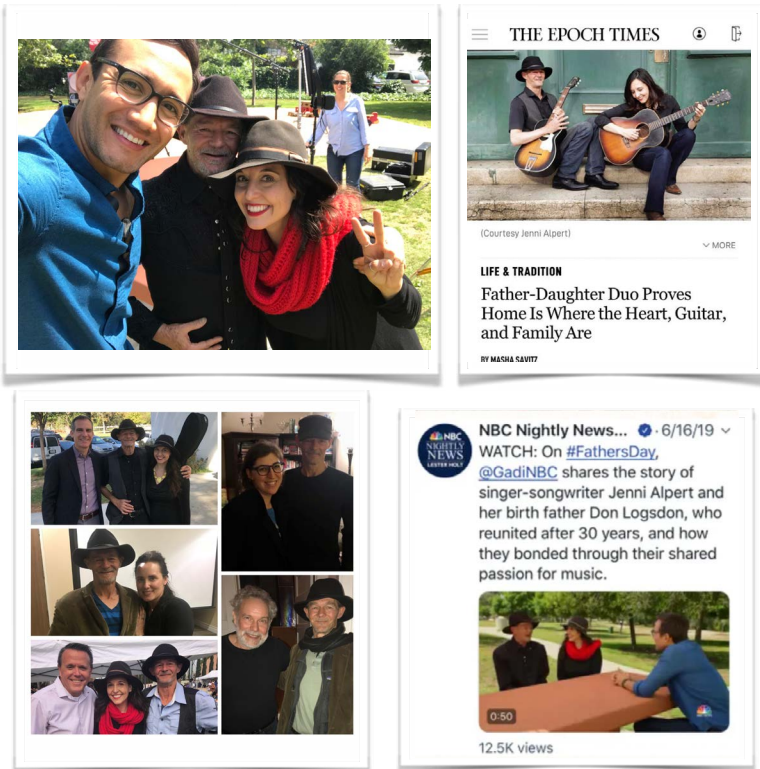 THE EPOCH TIMES
(Courtesy Jenni Alpert)
MORE
LIFE & TRADITION
Father-Daughter Duo Proves
Home Is Where the Heart, Guitar,
and Family Are
BY MASHA SAVITZ
NBC
NIGHTLY
NEWS
LESTER HOLT
NBC Nightly News... · 6/16/19
WATCH: On #FathersDay,
@GadiNBC shares the story of
singer-songwriter Jenni Alpert and
her birth father Don Logsdon, who
reunited after 30 years, and how
they bonded through their shared
passion for music.
0:50
12.5K views